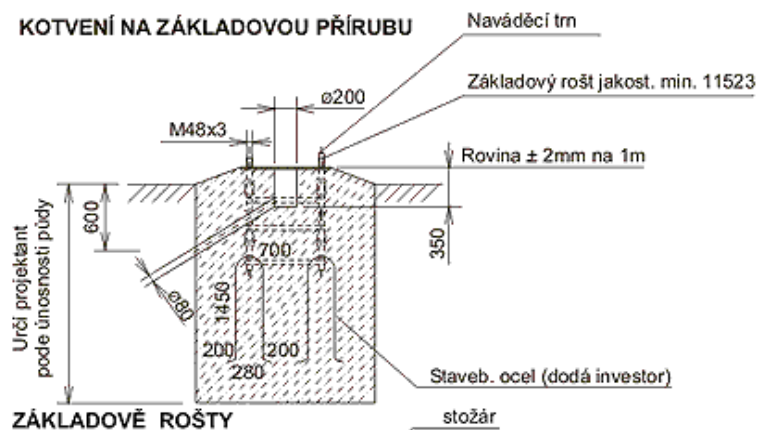 KOTVENÍ NA ZÁKLADOVOU PŘÍRUBU
Naváděcí trn
Základový rošt jakost. min. 11523
ø200
M48x3
Rovina ± 2mm na 1m
600
350
700
ø80
1450
200
200
280
Určí projektant
pode únosnosti půdy
Staveb. ocel (dodá investor)
ZÁKLADOVĚ ROŠTY
stožár